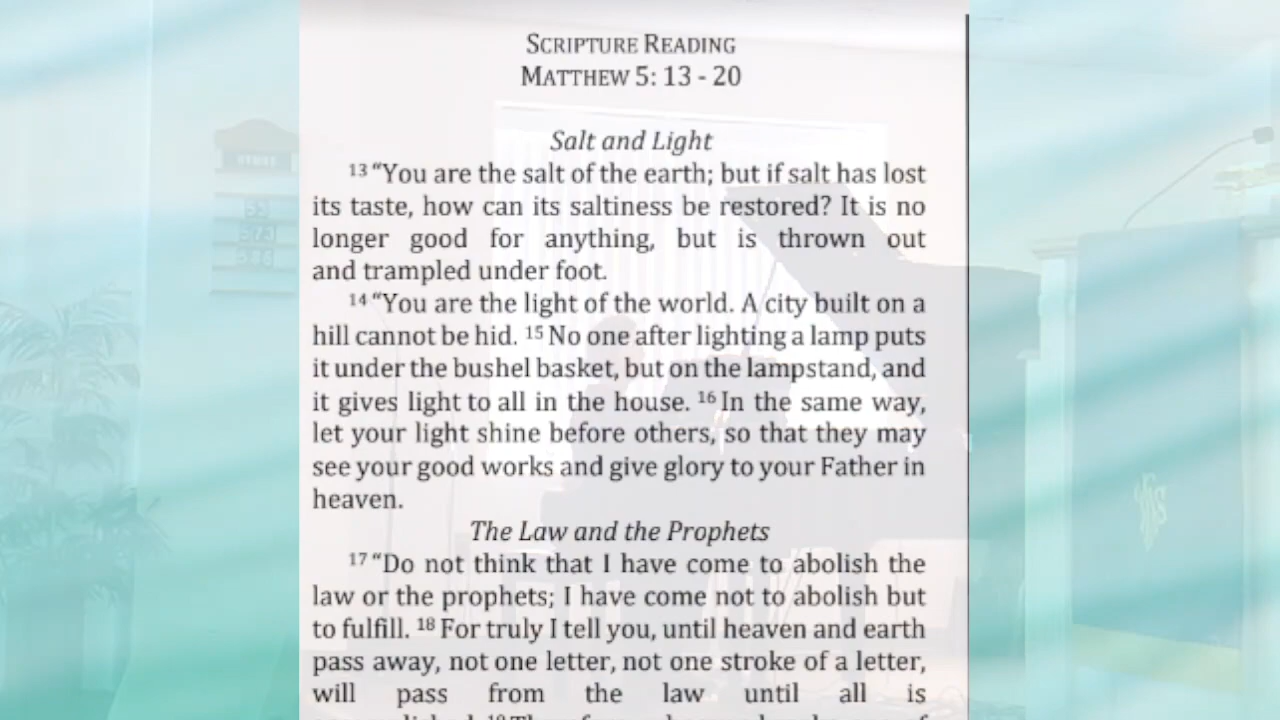 SCRIPTURE READING
MATTHEW 5: 13 - 20
Salt and Light
13 “You are the salt of the earth; but if salt has lost
its taste, how can its saltiness be restored? It is no
longer good for anything, but is thrown out
and trampled under foot.
14 “You are the light of the world. A city built on a
hill cannot be hid. 15 No one after lighting a lamp puts
it under the bushel basket, but on the lampstand, and
it gives light to all in the house. 16 In the same way,
let your light shine before others, so that they may
see your good works and give glory to your Father in
heaven.
The Law and the Prophets
17 “Do not think that I have come to abolish the
law or the prophets; I have come not to abolish but
to fulfill. 18 For truly I tell you, until heaven and earth
pass away, not one letter, not one stroke of a letter,
will pass from the law until all is